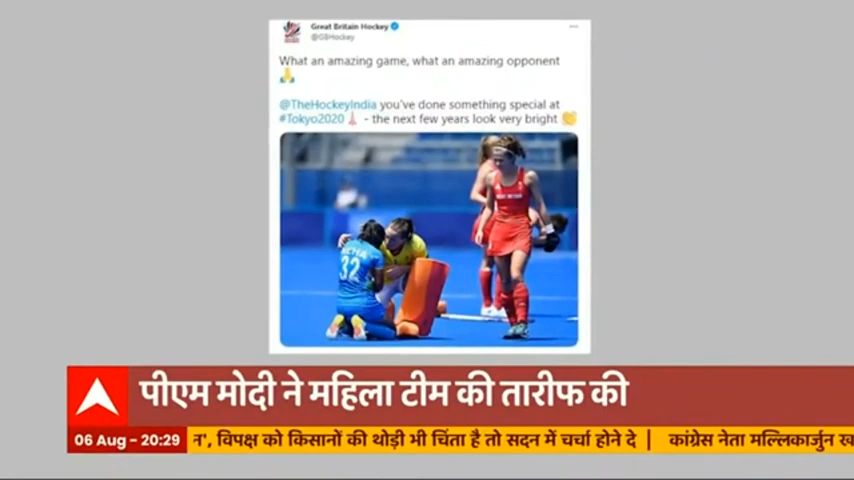 Great Britain Hockey
@GBHockey
What an amazing game, what an amazing opponent
@TheHockeyIndia you've done something special at
#Tokyo2020 - the next few years look very bright
32
GREAT BRITAIN
पीएम मोदी ने महिला टीम की तारीफ की
06 Aug - 20:29
न', विपक्ष को किसानों की थोड़ी भी चिंता है तो सदन में चर्चा होने दे | कांग्रेस नेता मल्लिकार्जुन ख